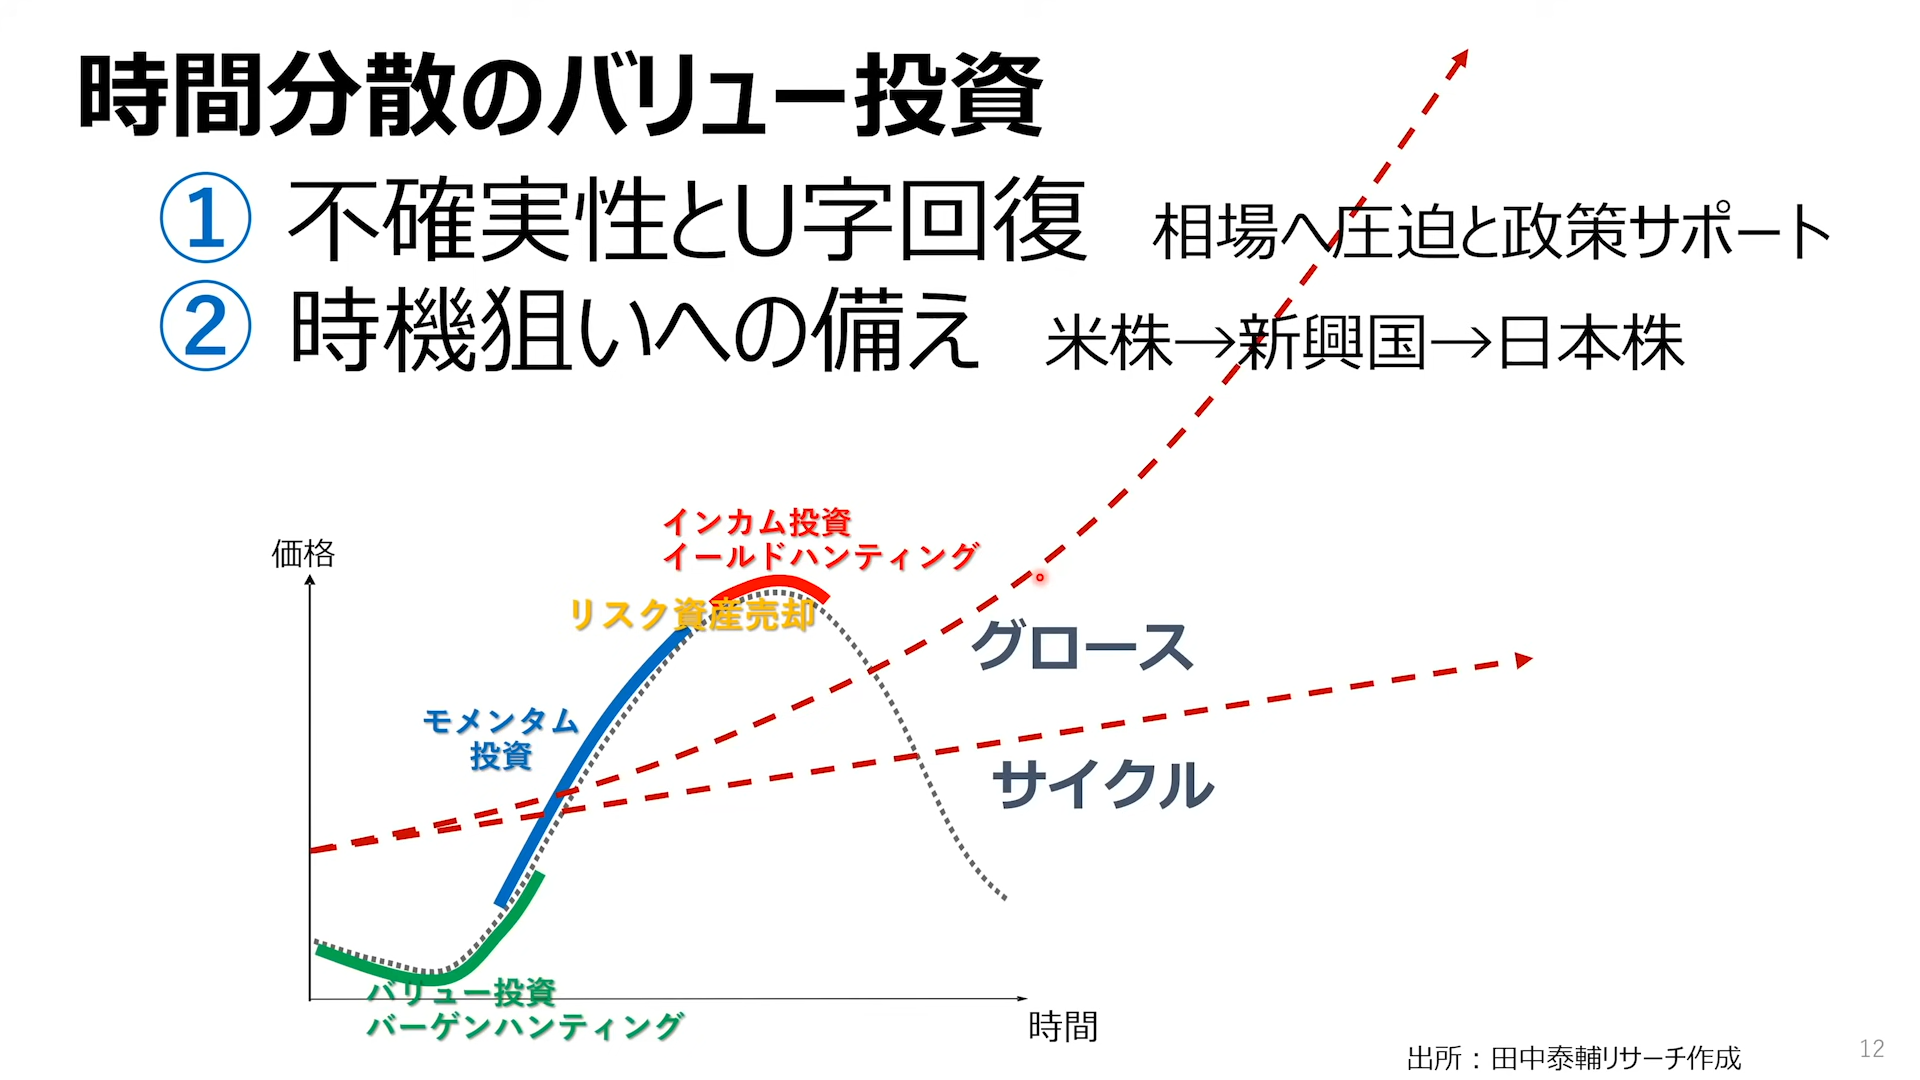 時間分散のバリュー投資
① 不確実性とU字回復 相場へ圧迫と政策サポート
② 時機狙いへの備え 米株→新興国→日本株
インカム投資
イールドハンティング
価格
リスク資産売却
グロース
モメンタム
投資
サイクル
バリュー投資
バーゲンハンティング
時間
出所：田中泰輔リサーチ作成
12